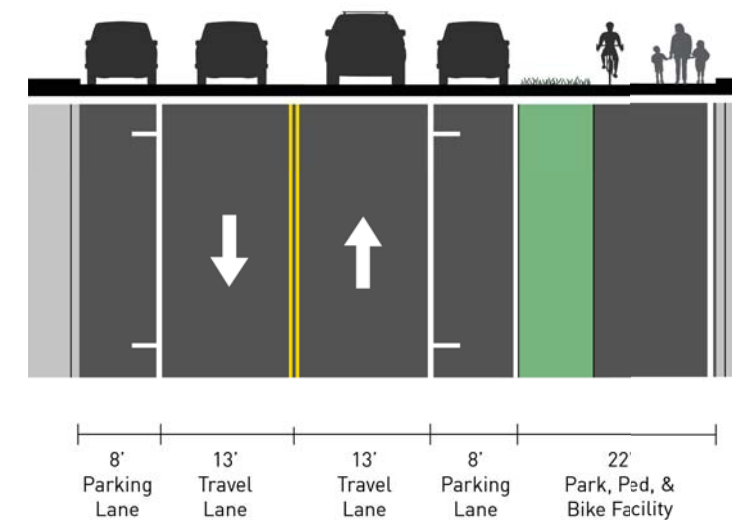 8'
Parking
Lane
13'
Travel
Lane
13'
Travel
Lane
8'
Parking
Lane
22'
Park, Ped, &
Bike Facility